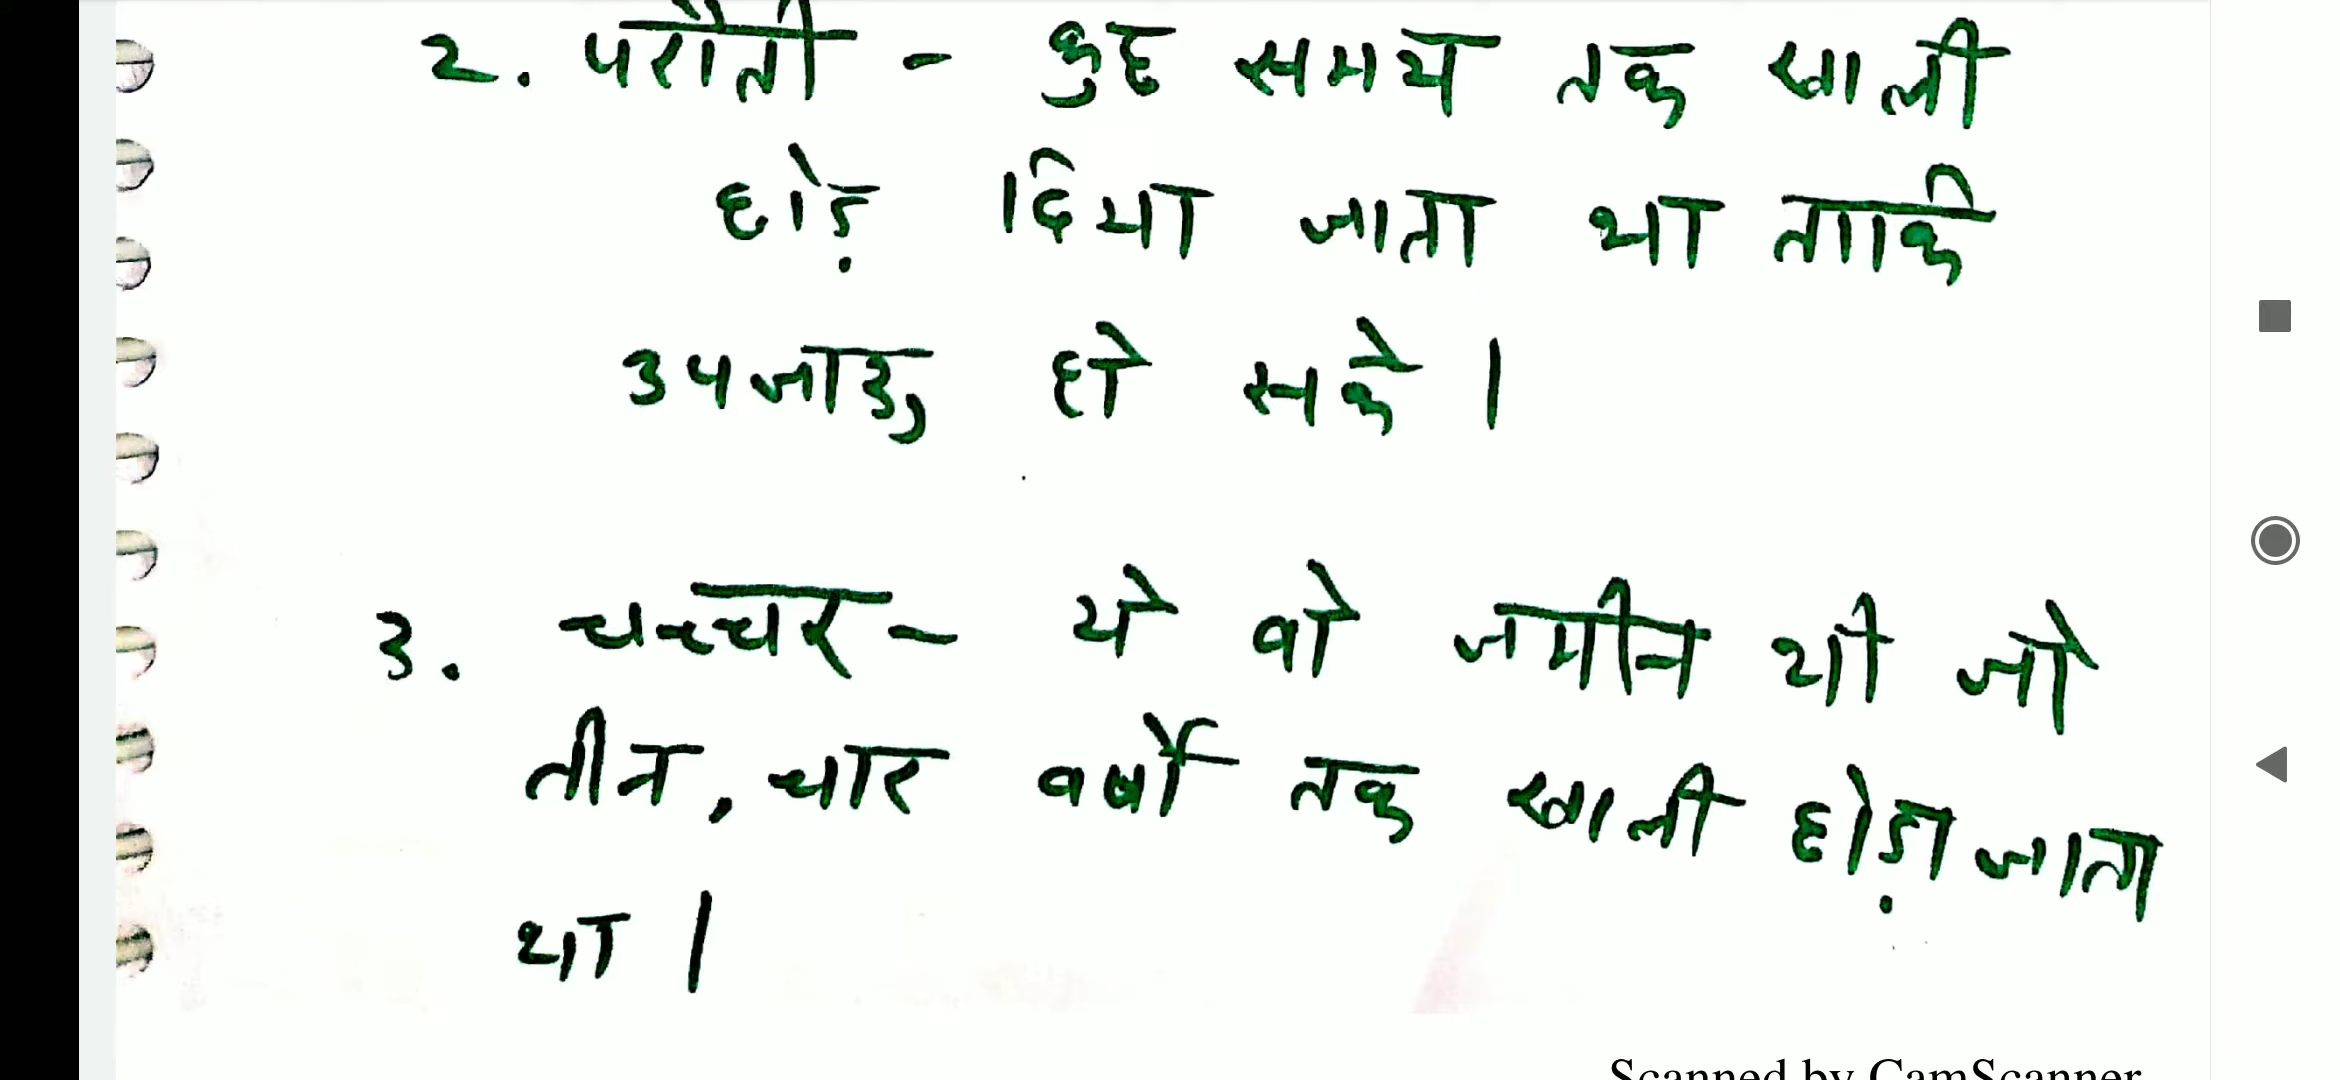 2. परौती - कुछ समय तक खाली
छोड़ दिया जाता था ताकि
उपजाऊ हो सके।
3. चच्चर - ये वो जमीन थी जो
तीन, चार वर्षों तक खाली छोड़ा जाता
था।
Scanned by CamScanner